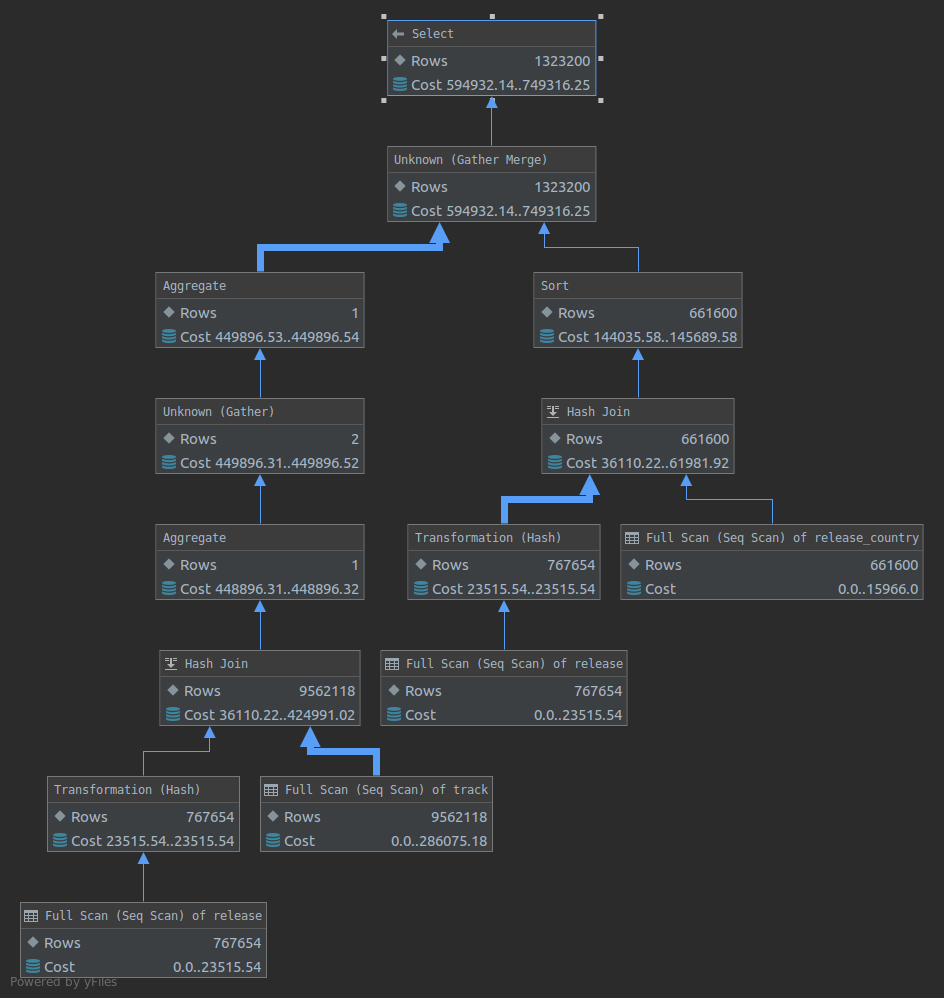 Select
Rows 1323200
Cost 594932.14..749316.25
Unknown (Gather Merge)
Rows 1323200
Cost 594932.14..749316.25
Aggregate
Rows 1
Cost 449896.53..449896.54
Sort
Rows 661600
Cost 144035.58..145689.58
Unknown (Gather)
Rows 2
Cost 449896.31..449896.52
Hash Join
Rows 661600
Cost 36110.22..61981.92
Aggregate
Rows 1
Cost 448896.31..448896.32
Transformation (Hash)
Rows 767654
Cost 23515.54..23515.54
Full Scan (Seq Scan) of release_country
Rows 661600
Cost 0.0..15966.0
Hash Join
Rows 9562118
Cost 36110.22..424991.02
Full Scan (Seq Scan) of release
Rows 767654
Cost 0.0..23515.54
Transformation (Hash)
Rows 767654
Cost 23515.54..23515.54
Full Scan (Seq Scan) of track
Rows 9562118
Cost 0.0..286075.18
Full Scan (Seq Scan) of release
Rows 767654
Cost 0.0..23515.54
Powered by yFiles